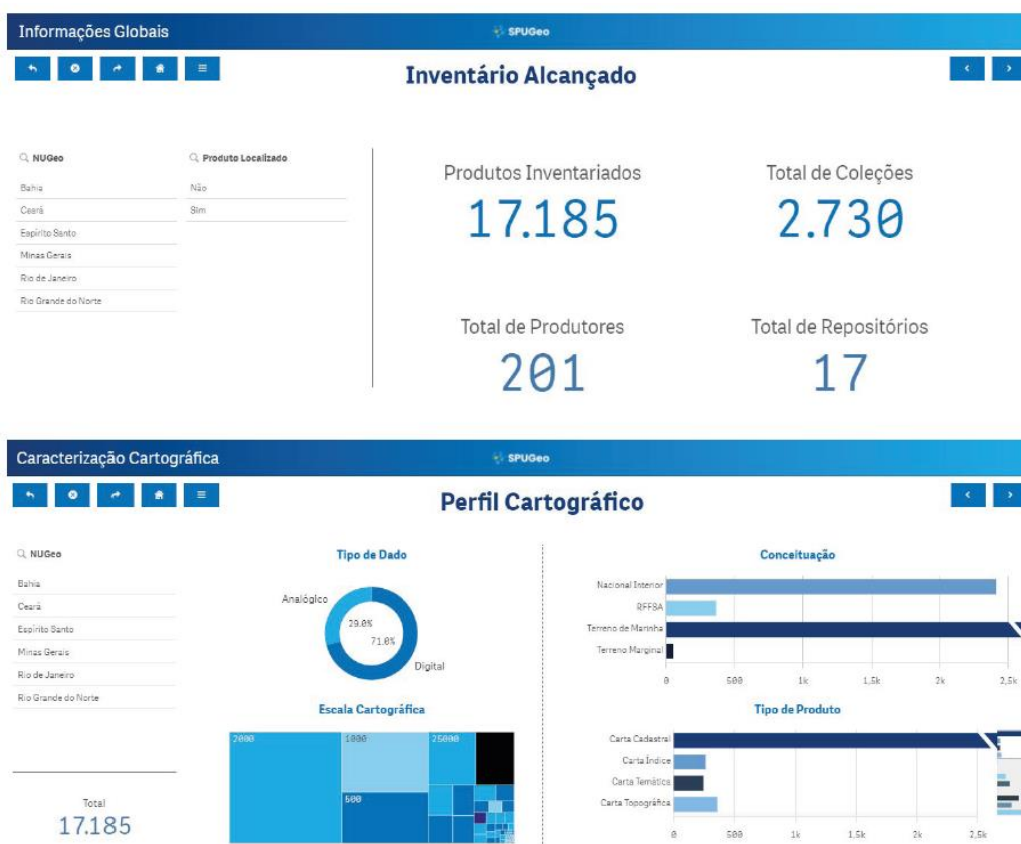 Informações Globais
SPUGeo
Inventário Alcançado
NUGeo
Produto Localizado
Bahia
Não
Ceará
Sim
Espírito Santo
Minas Gerais
Rio de Janeiro
Rio Grande do Norte
Produtos Inventariados
Total de Coleções
17.185
2.730
Total de Produtores
Total de Repositórios
201
17
Caracterização Cartográfica
SPUGeo
Perfil Cartográfico
NUGeo
Bahia
Ceará
Espírito Santo
Minas Gerais
Rio de Janeiro
Rio Grande do Norte
Total
17.185
Tipo de Dado
Analógico
29.0%
71.0%
Digital
Escala Cartográfica
2000
1000
25000
500
Conceituação
Nacional Interior
RFFSA
Terreno de Marinha
Terreno Marginal
0 500 1k 1,5k 2k 2,5k
Tipo de Produto
Carta Cadastral
Carta Índice
Carta Temática
Carta Topográfica
0 500 1k 1,5k 2k 2,5k